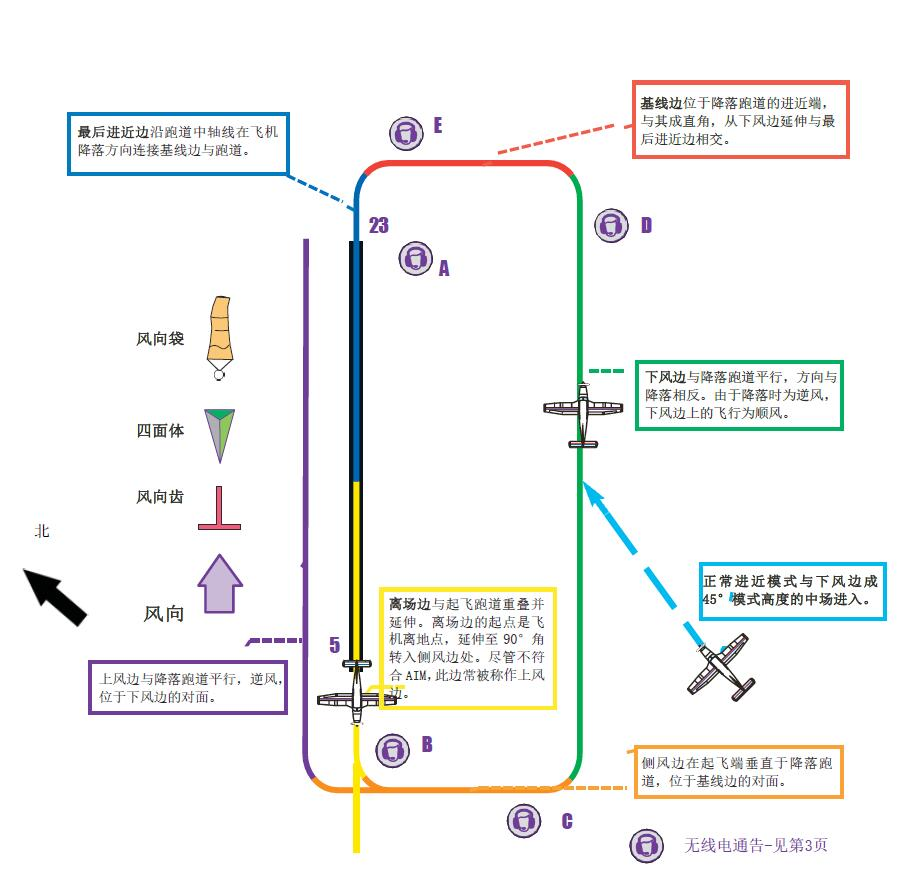 E
基线边位于降落跑道的进近端，
与其成直角，从下风边延伸与最
后进近边相交。
最后进近边沿跑道中轴线在飞机
降落方向连接基线边与跑道。
23
D
A
风向袋
下风边与降落跑道平行，方向与
降落相反。由于降落时为逆风，
下风边上的飞行为顺风。
四面体
风向齿
北
正常进近模式与下风边成
45°模式高度的中场进入。
风向
离场边与起飞跑道重叠并
延伸。离场边的起点是飞
机离地点，延伸至 90°角
转入侧风边处。尽管不符
合 AIM，此边常被称作上风
边。
5
上风边与降落跑道平行，逆风，
位于下风边的对面。
B
侧风边在起飞端垂直于降落跑
道，位于基线边的对面。
C
无线电通告-见第3页